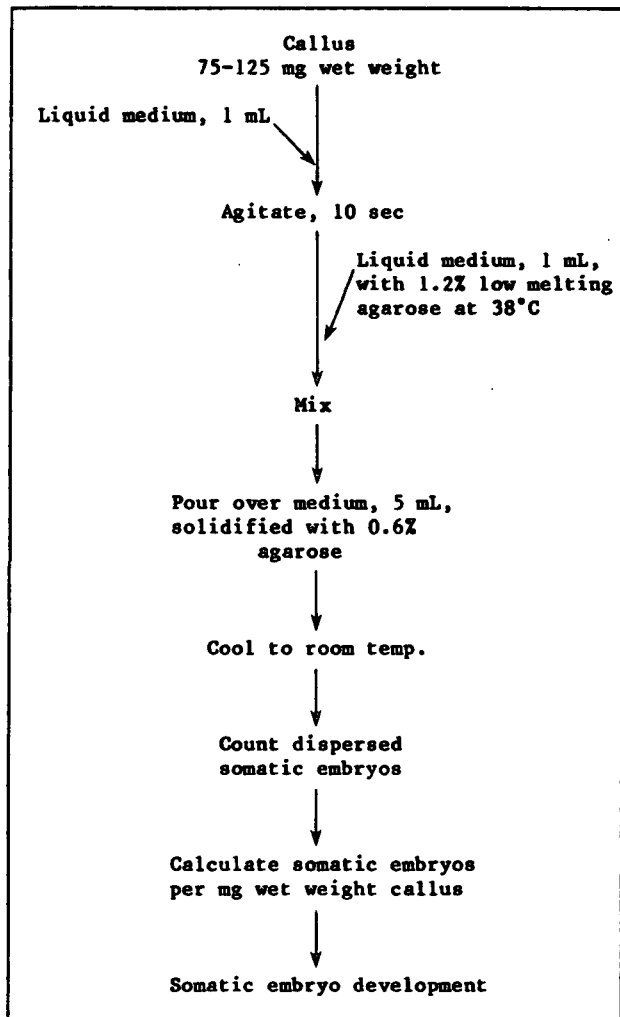 Callus
75-125 mg wet weight
Liquid medium, 1 mL
Agitate, 10 sec
Liquid medium, 1 mL,
with 1.2% low melting
agarose at 38°C
Mix
Pour over medium, 5 mL,
solidified with 0.6%
agarose
Cool to room temp.
Count dispersed
somatic embryos
Calculate somatic embryos
per mg wet weight callus
Somatic embryo development